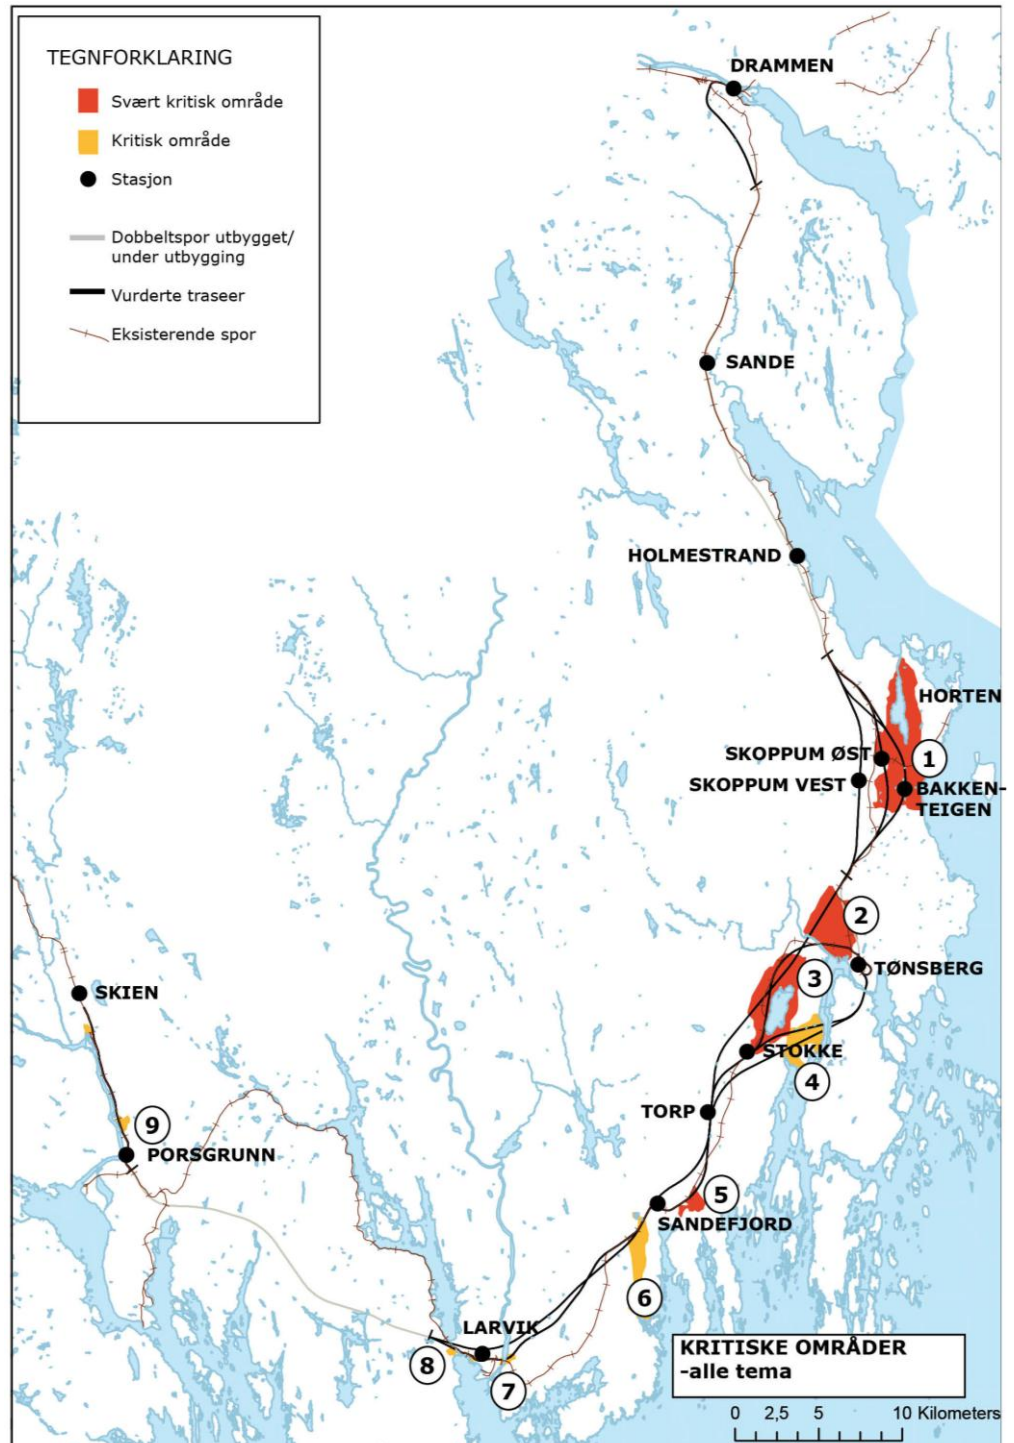 TEGNFORKLARING
Svært kritisk område
Kritisk område
Stasjon
Dobbeltspor utbygget/
under utbygging
Vurderte traseer
Eksisterende spor
DRAMMEN
SANDE
HOLMESTRAND
HORTEN
SKOPPUM ØST
1
SKOPPUM VEST
BAKKEN-
TEIGEN
2
TØNSBERG
3
SKIEN
STOKKE
4
TORP
9
PORSGRUNN
5
SANDEFJORD
6
LARVIK
8
7
KRITISKE OMRÅDER
-alle tema
0 2,5 5 10 Kilometers